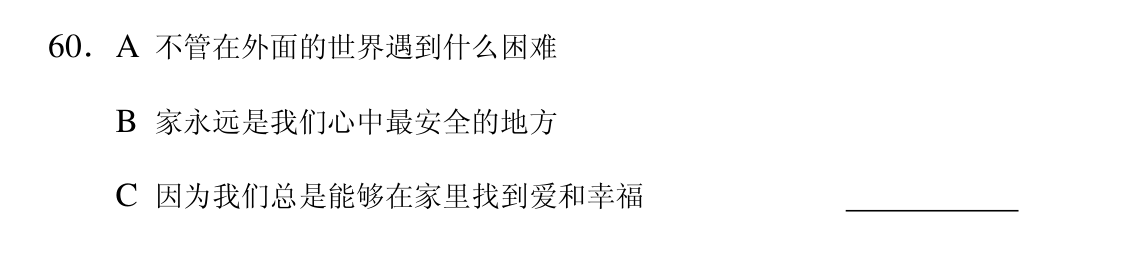 60. A 不管在外面的世界遇到什么困难
B 家永远是我们心中最安全的地方
C 因为我们总是能够在家里找到爱和幸福